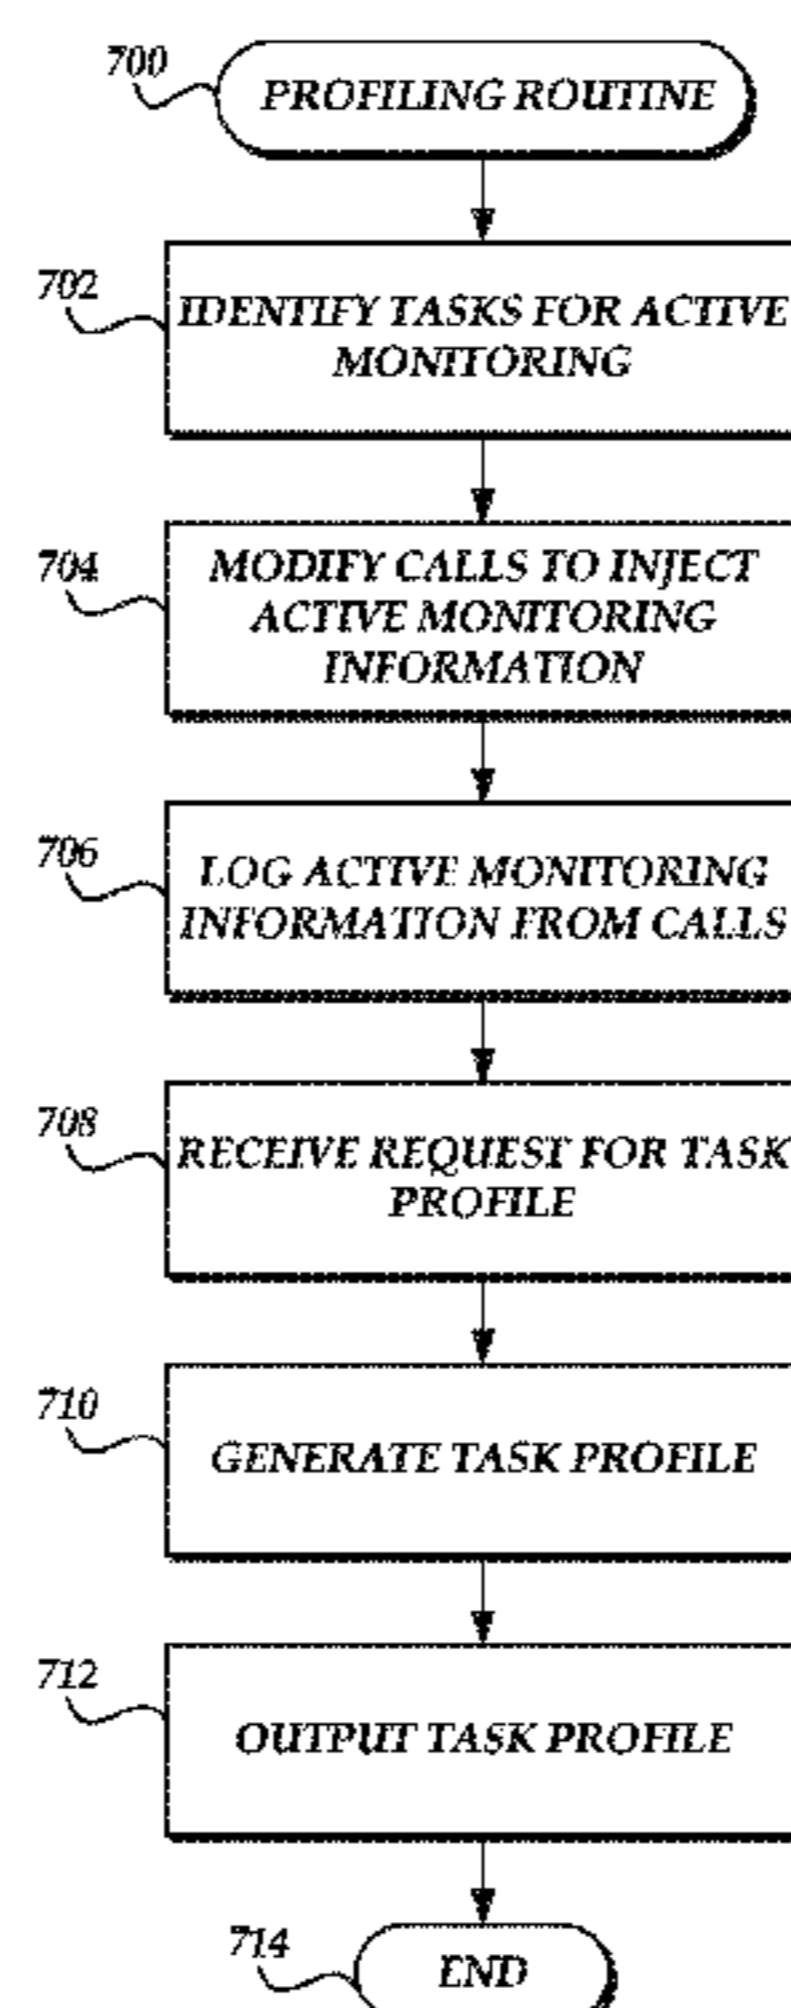 700
PROFILING ROUTINE
702
IDENTIFY TASKS FOR ACTIVE
MONITORING
704
MODIFY CALLS TO INJECT
ACTIVE MONITORING
INFORMATION
706
LOG ACTIVE MONITORING
INFORMATION FROM CALLS
708
RECEIVE REQUEST FOR TASK
PROFILE
710
GENERATE TASK PROFILE
712
OUTPUT TASK PROFILE
714
END